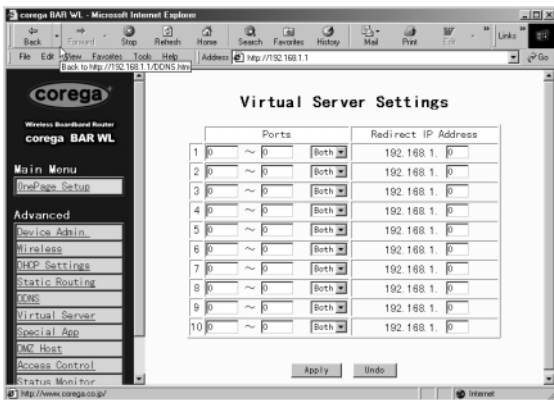 corega BAR WL - Microsoft Internet Explorer
Back Forward Stop Refresh Home Search Favorites History Mail Print Edit Links
File Edit View Favorites Tools Help Address http://192.168.1.1 Go
Back to http://192.168.1.1/DDNS.htm
corega
Wireless Boardband Router
corega BAR WL
Main Menu
OnePage Setup
Advanced
Device Admin.
Wireless
DHCP Settings
Static Routing
DDNS
Virtual Server
Special App
DMZ Host
Access Control
Status Monitor
Virtual Server Settings
Ports Redirect IP Address
1 0 ~ 0 Both 192.168.1. 0
2 0 ~ 0 Both 192.168.1. 0
3 0 ~ 0 Both 192.168.1. 0
4 0 ~ 0 Both 192.168.1. 0
5 0 ~ 0 Both 192.168.1. 0
6 0 ~ 0 Both 192.168.1. 0
7 0 ~ 0 Both 192.168.1. 0
8 0 ~ 0 Both 192.168.1. 0
9 0 ~ 0 Both 192.168.1. 0
10 0 ~ 0 Both 192.168.1. 0
Apply Undo
http://www.corega.co.jp/ Internet